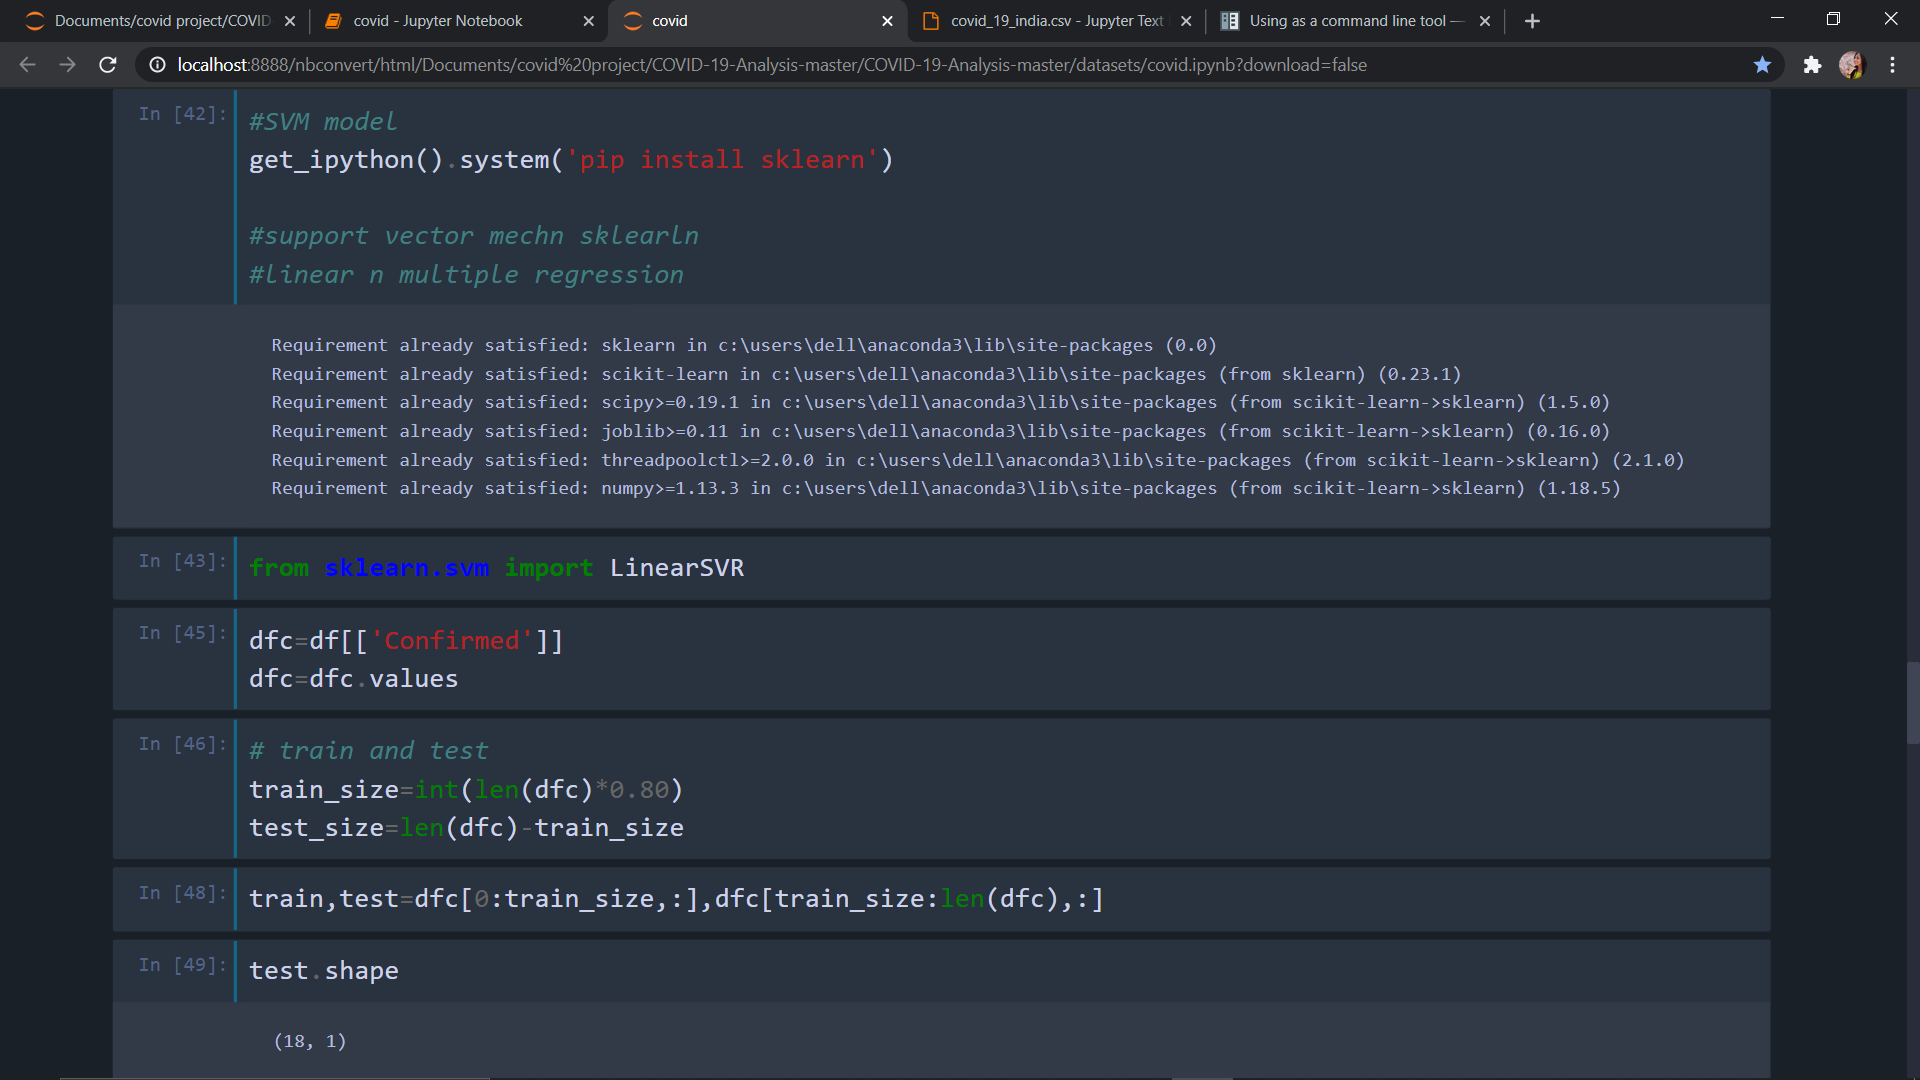 Documents/covid project/COVID
covid - Jupyter Notebook
covid
covid_19_india.csv - Jupyter Text
Using as a command line tool —
localhost:8888/nbconvert/html/Documents/covid%20project/COVID-19-Analysis-master/COVID-19-Analysis-master/datasets/covid.ipynb?download=false
In [42]:
#SVM model
get_ipython().system('pip install sklearn')
#support vector mechn sklearln
#linear n multiple regression
Requirement already satisfied: sklearn in c:\users\dell\anaconda3\lib\site-packages (0.0)
Requirement already satisfied: scikit-learn in c:\users\dell\anaconda3\lib\site-packages (from sklearn) (0.23.1)
Requirement already satisfied: scipy>=0.19.1 in c:\users\dell\anaconda3\lib\site-packages (from scikit-learn->sklearn) (1.5.0)
Requirement already satisfied: joblib>=0.11 in c:\users\dell\anaconda3\lib\site-packages (from scikit-learn->sklearn) (0.16.0)
Requirement already satisfied: threadpoolctl>=2.0.0 in c:\users\dell\anaconda3\lib\site-packages (from scikit-learn->sklearn) (2.1.0)
Requirement already satisfied: numpy>=1.13.3 in c:\users\dell\anaconda3\lib\site-packages (from scikit-learn->sklearn) (1.18.5)
In [43]:
from sklearn.svm import LinearSVR
In [45]:
dfc=df[['Confirmed']]
dfc=dfc.values
In [46]:
# train and test
train_size=int(len(dfc)*0.80)
test_size=len(dfc)-train_size
In [48]:
train,test=dfc[0:train_size,:],dfc[train_size:len(dfc),:]
In [49]:
test.shape
(18, 1)